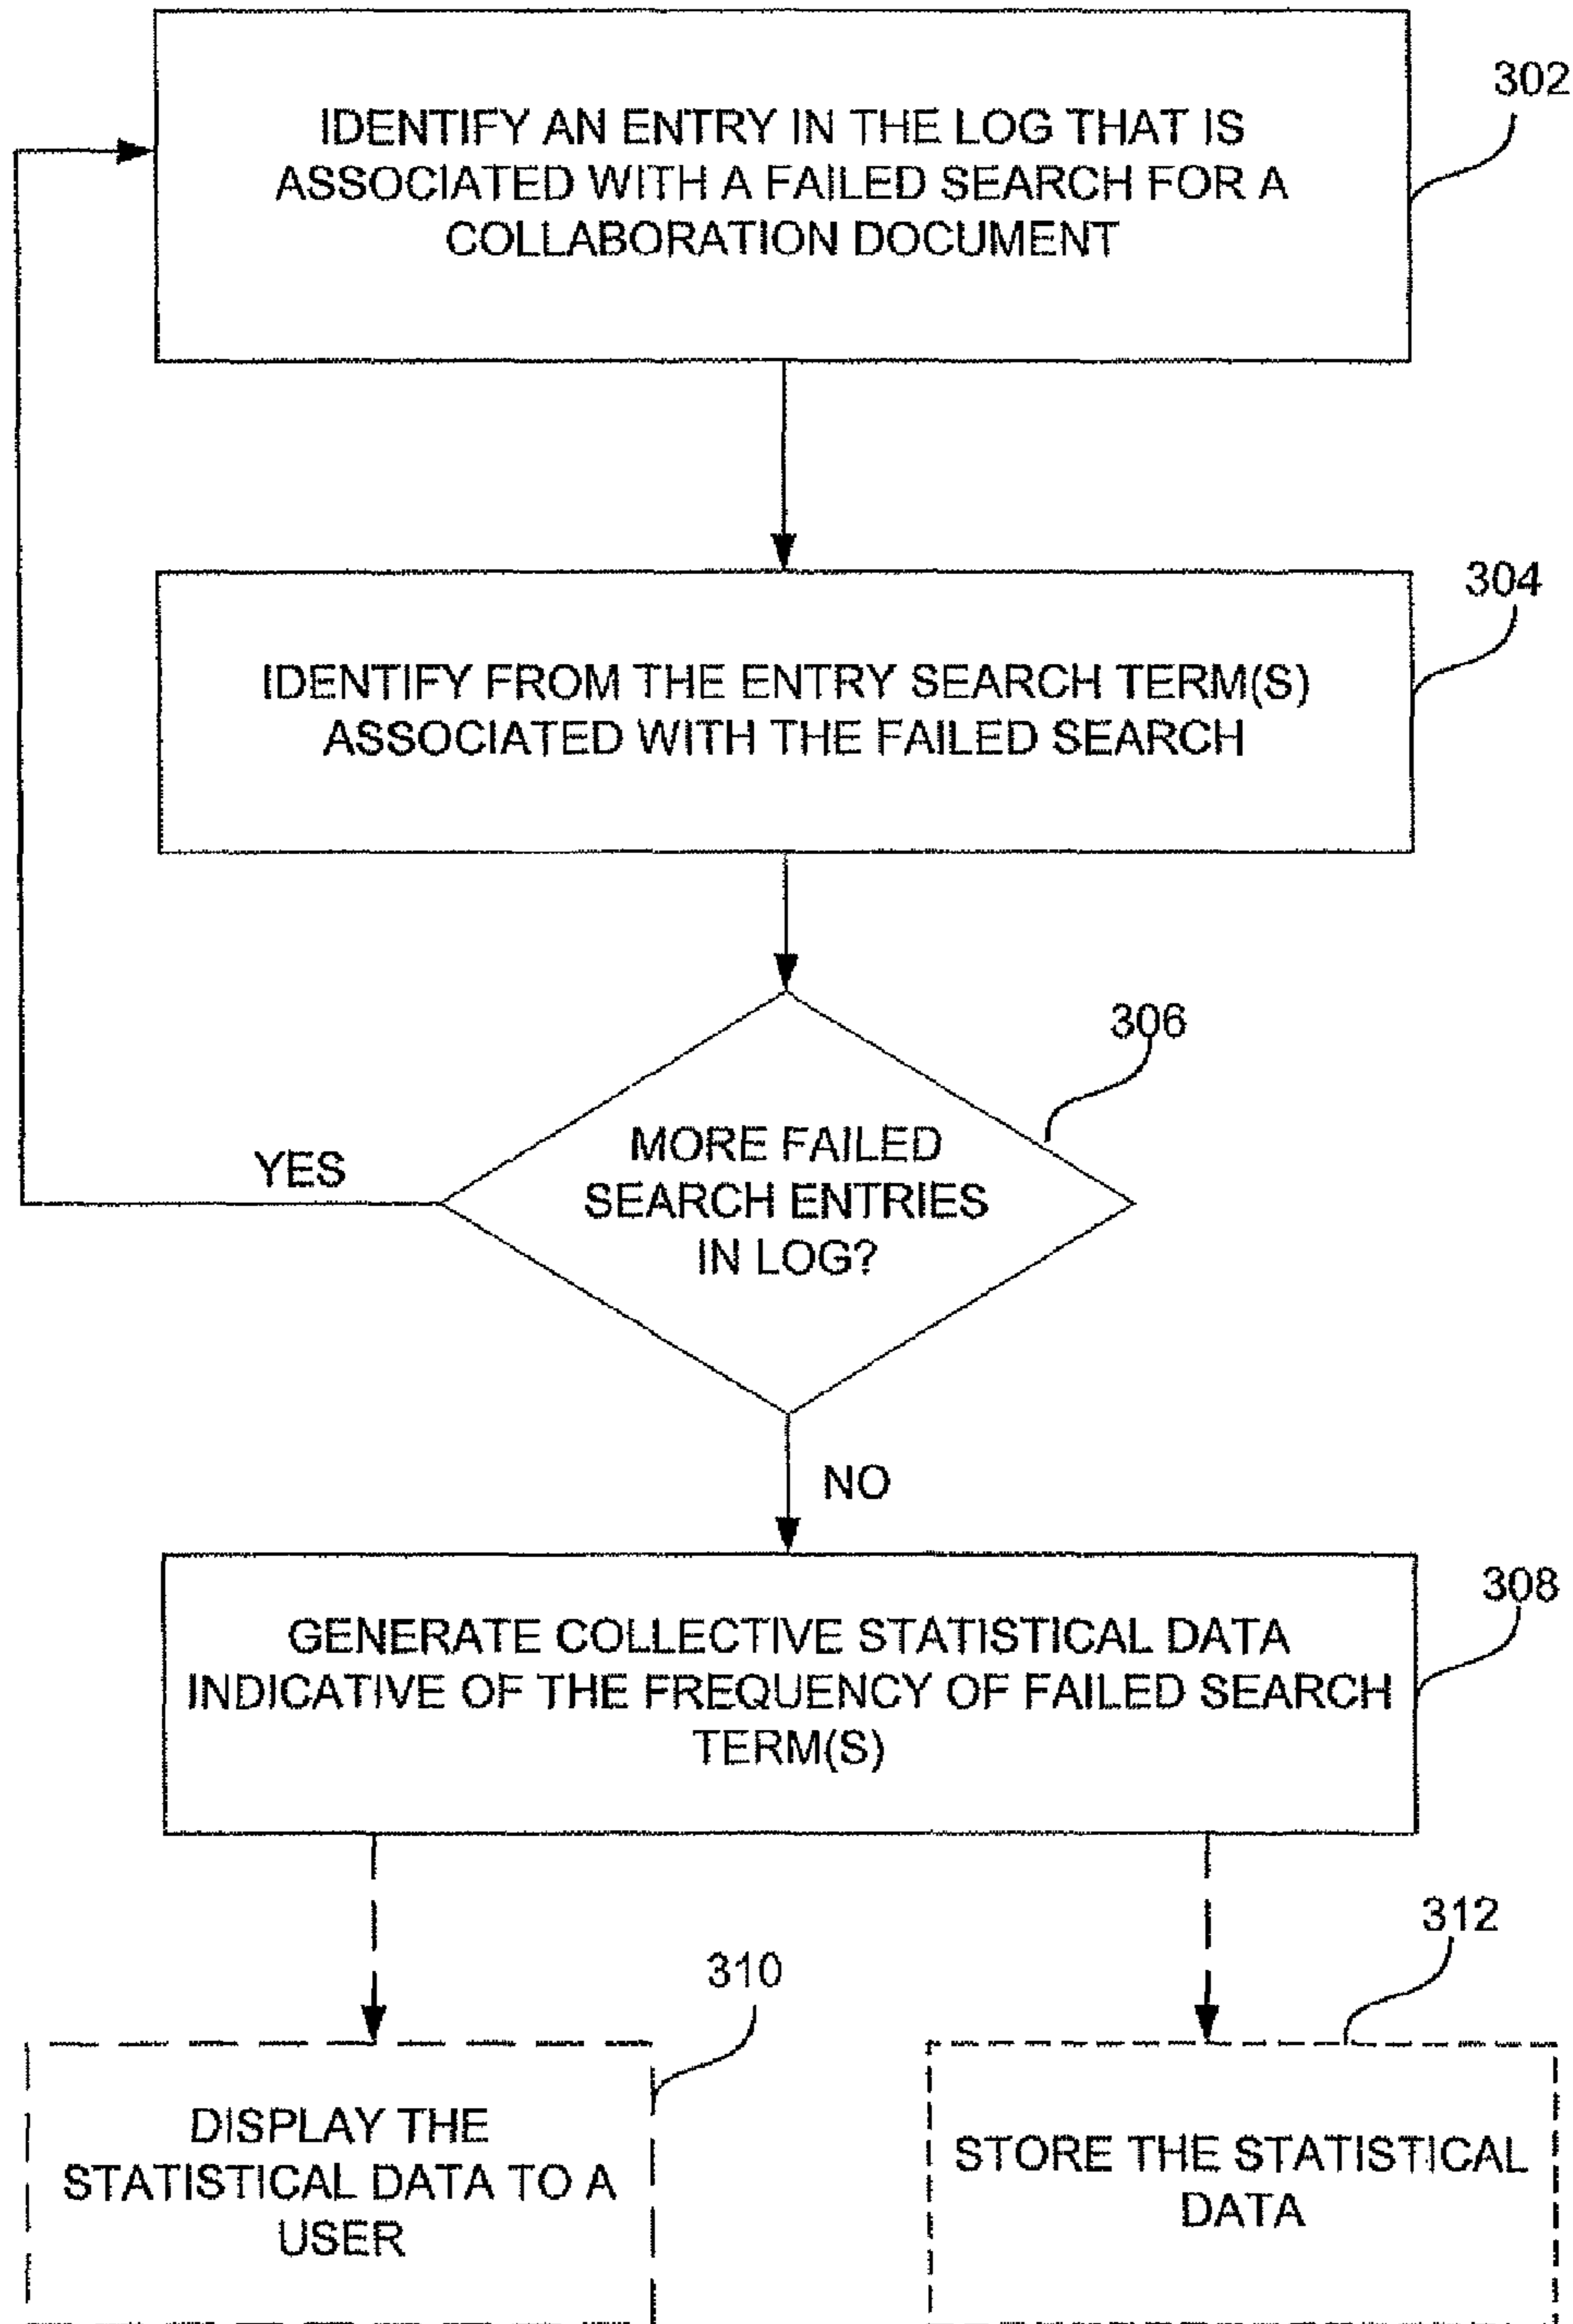 302
IDENTIFY AN ENTRY IN THE LOG THAT IS
ASSOCIATED WITH A FAILED SEARCH FOR A
COLLABORATION DOCUMENT
304
IDENTIFY FROM THE ENTRY SEARCH TERM(S)
ASSOCIATED WITH THE FAILED SEARCH
306
MORE FAILED
SEARCH ENTRIES
IN LOG?
YES
NO
308
GENERATE COLLECTIVE STATISTICAL DATA
INDICATIVE OF THE FREQUENCY OF FAILED SEARCH
TERM(S)
310
DISPLAY THE
STATISTICAL DATA TO A
USER
312
STORE THE STATISTICAL
DATA